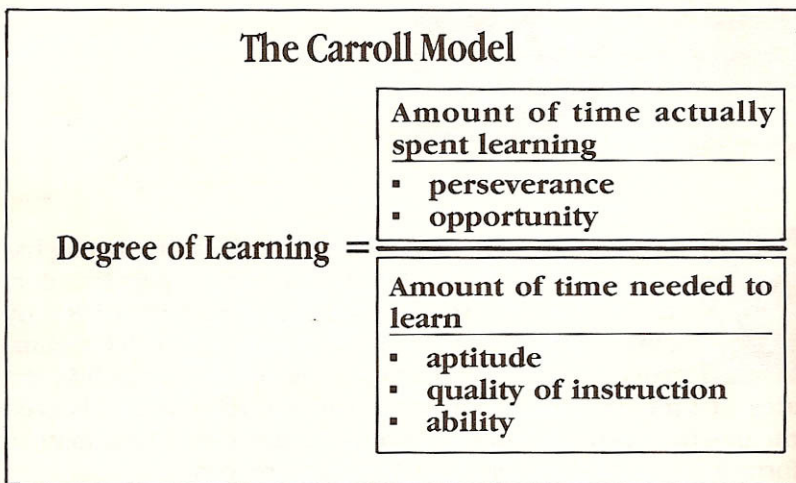 The Carroll Model
Degree of Learning =
Amount of time actually
spent learning
▪ perseverance
▪ opportunity
Amount of time needed to
learn
▪ aptitude
▪ quality of instruction
▪ ability